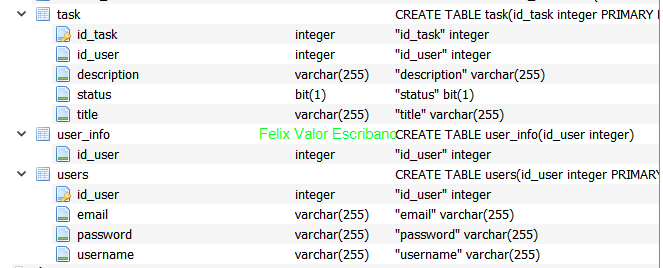 task CREATE TABLE task(id_task integer PRIMARY
id_task integer "id_task" integer
id_user integer "id_user" integer
description varchar(255) "description" varchar(255)
status bit(1) "status" bit(1)
title varchar(255) "title" varchar(255)
user_info Felix Valor Escribano CREATE TABLE user_info(id_user integer)
id_user integer "id_user" integer
users CREATE TABLE users(id_user integer PRIMARY
id_user integer "id_user" integer
email varchar(255) "email" varchar(255)
password varchar(255) "password" varchar(255)
username varchar(255) "username" varchar(255)